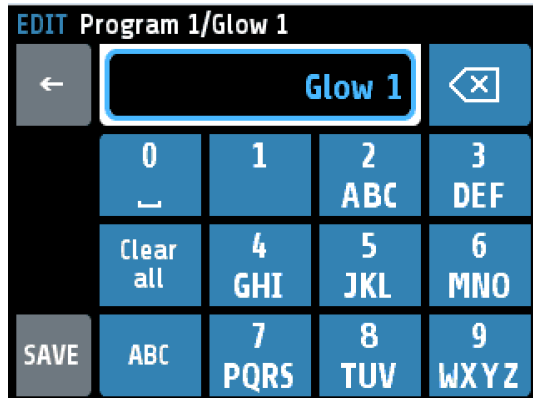 EDIT Program 1/Glow 1
← Glow 1
0 1 2 3
⎵ ABC DEF
Clear all 4 5 6
GHI JKL MNO
SAVE ABC 7 8 9
PQRS TUV WXYZ